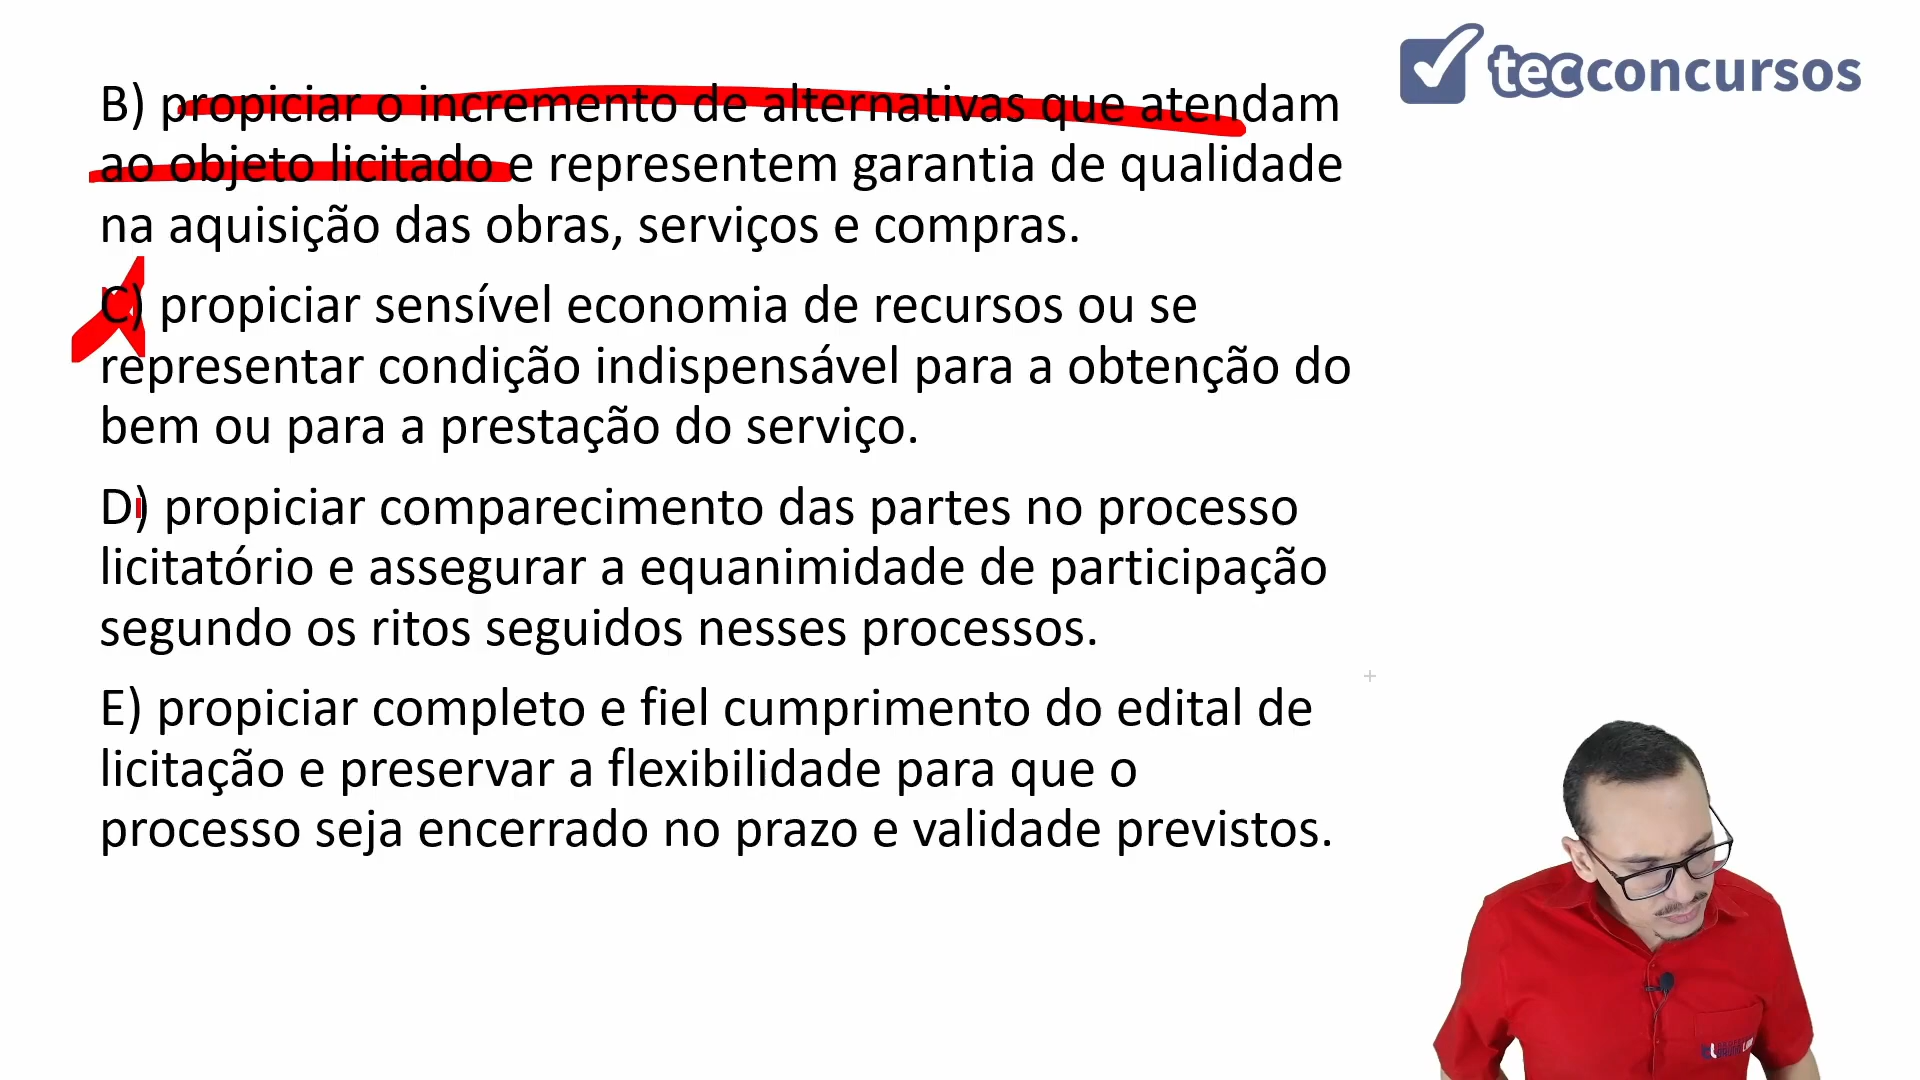 tecconcursos
B) propiciar o incremento de alternativas que atendam
ao objeto licitado e representem garantia de qualidade
na aquisição das obras, serviços e compras.
C) propiciar sensível economia de recursos ou se
representar condição indispensável para a obtenção do
bem ou para a prestação do serviço.
D) propiciar comparecimento das partes no processo
licitatório e assegurar a equanimidade de participação
segundo os ritos seguidos nesses processos.
E) propiciar completo e fiel cumprimento do edital de
licitação e preservar a flexibilidade para que o
processo seja encerrado no prazo e validade previstos.